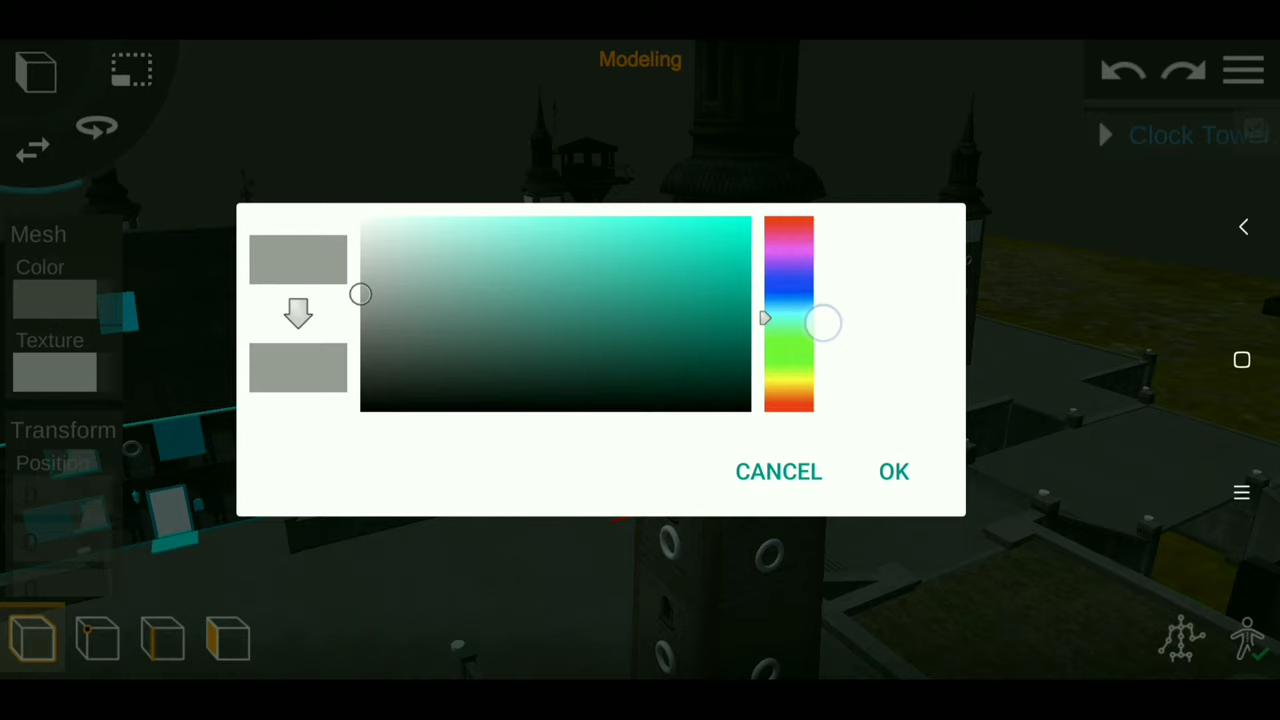 Modeling
Clock Tower
Mesh
Color
Texture
Transform
Position
CANCEL
OK